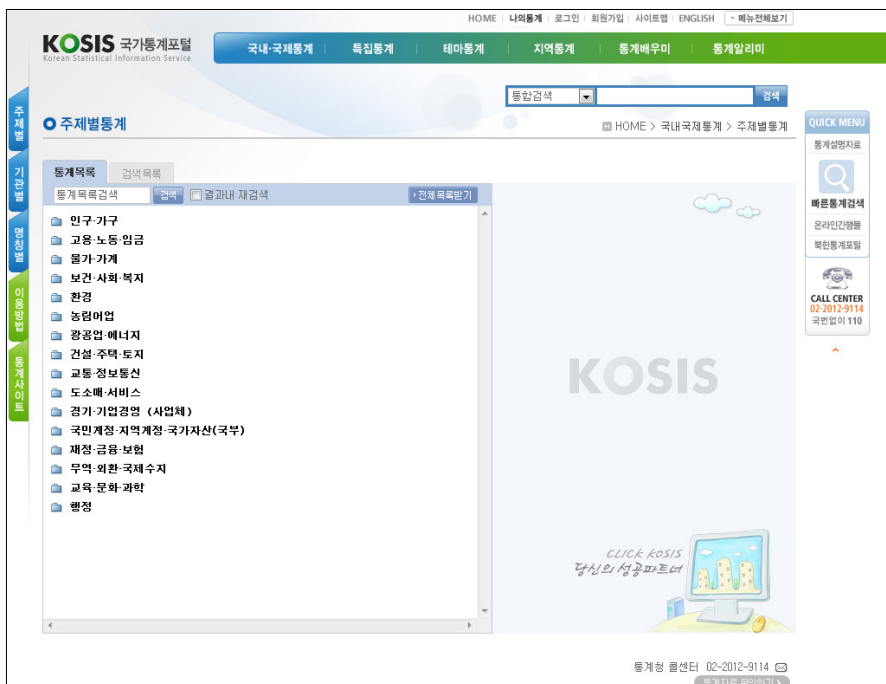 HOME 나의통계 로그인 회원가입 사이트맵 ENGLISH 메뉴전체보기
KOSIS 국가통계포털
Korean Statistical Information Service
국내·국제통계 특집통계 테마통계 지역통계 통계배우미 통계알리미
통합검색 검색
주제별통계
HOME > 국내국제통계 > 주제별통계
주제별
기관별
명칭별
이용방법
통계사이트
통계목록 검색목록
통계목록검색 검색 결과내 재검색 전체목록받기
인구·가구
고용·노동·임금
물가·가계
보건·사회·복지
환경
농림어업
광공업·에너지
건설·주택·토지
교통·정보통신
도소매·서비스
경기·기업경영 (사업체)
국민계정·지역계정·국가자산(국부)
재정·금융·보험
무역·외환·국제수지
교육·문화·과학
행정
KOSIS
CLICK KOSIS
당신의 성공파트너
QUICK MENU
통계설명자료
빠른통계검색
온라인간행물
북한통계포털
CALL CENTER
02-2012-9114
국번없이 110
통계청 콜센터 02-2012-9114